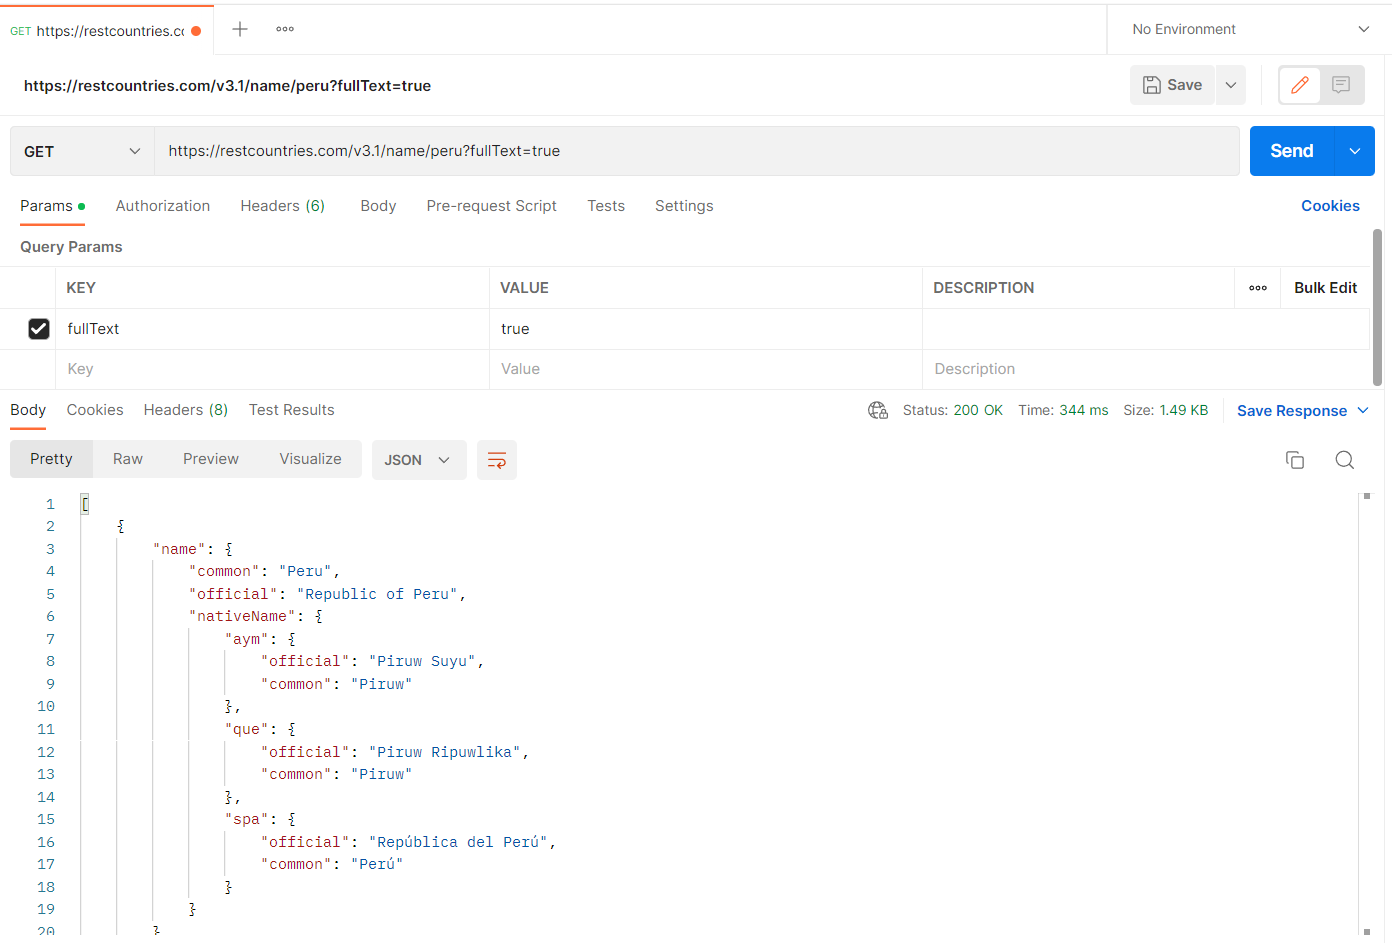 GET https://restcountries.co
No Environment
https://restcountries.com/v3.1/name/peru?fullText=true
Save
GET https://restcountries.com/v3.1/name/peru?fullText=true
Send
Params Authorization Headers (6) Body Pre-request Script Tests Settings Cookies
Query Params
KEY VALUE DESCRIPTION Bulk Edit
fullText true
Key Value Description
Body Cookies Headers (8) Test Results Status: 200 OK Time: 344 ms Size: 1.49 KB Save Response
Pretty Raw Preview Visualize JSON
1 [
2 {
3 "name": {
4 "common": "Peru",
5 "official": "Republic of Peru",
6 "nativeName": {
7 "aym": {
8 "official": "Piruw Suyu",
9 "common": "Piruw"
10 },
11 "que": {
12 "official": "Piruw Ripuwlika",
13 "common": "Piruw"
14 },
15 "spa": {
16 "official": "República del Perú",
17 "common": "Perú"
18 }
19 }
20 }